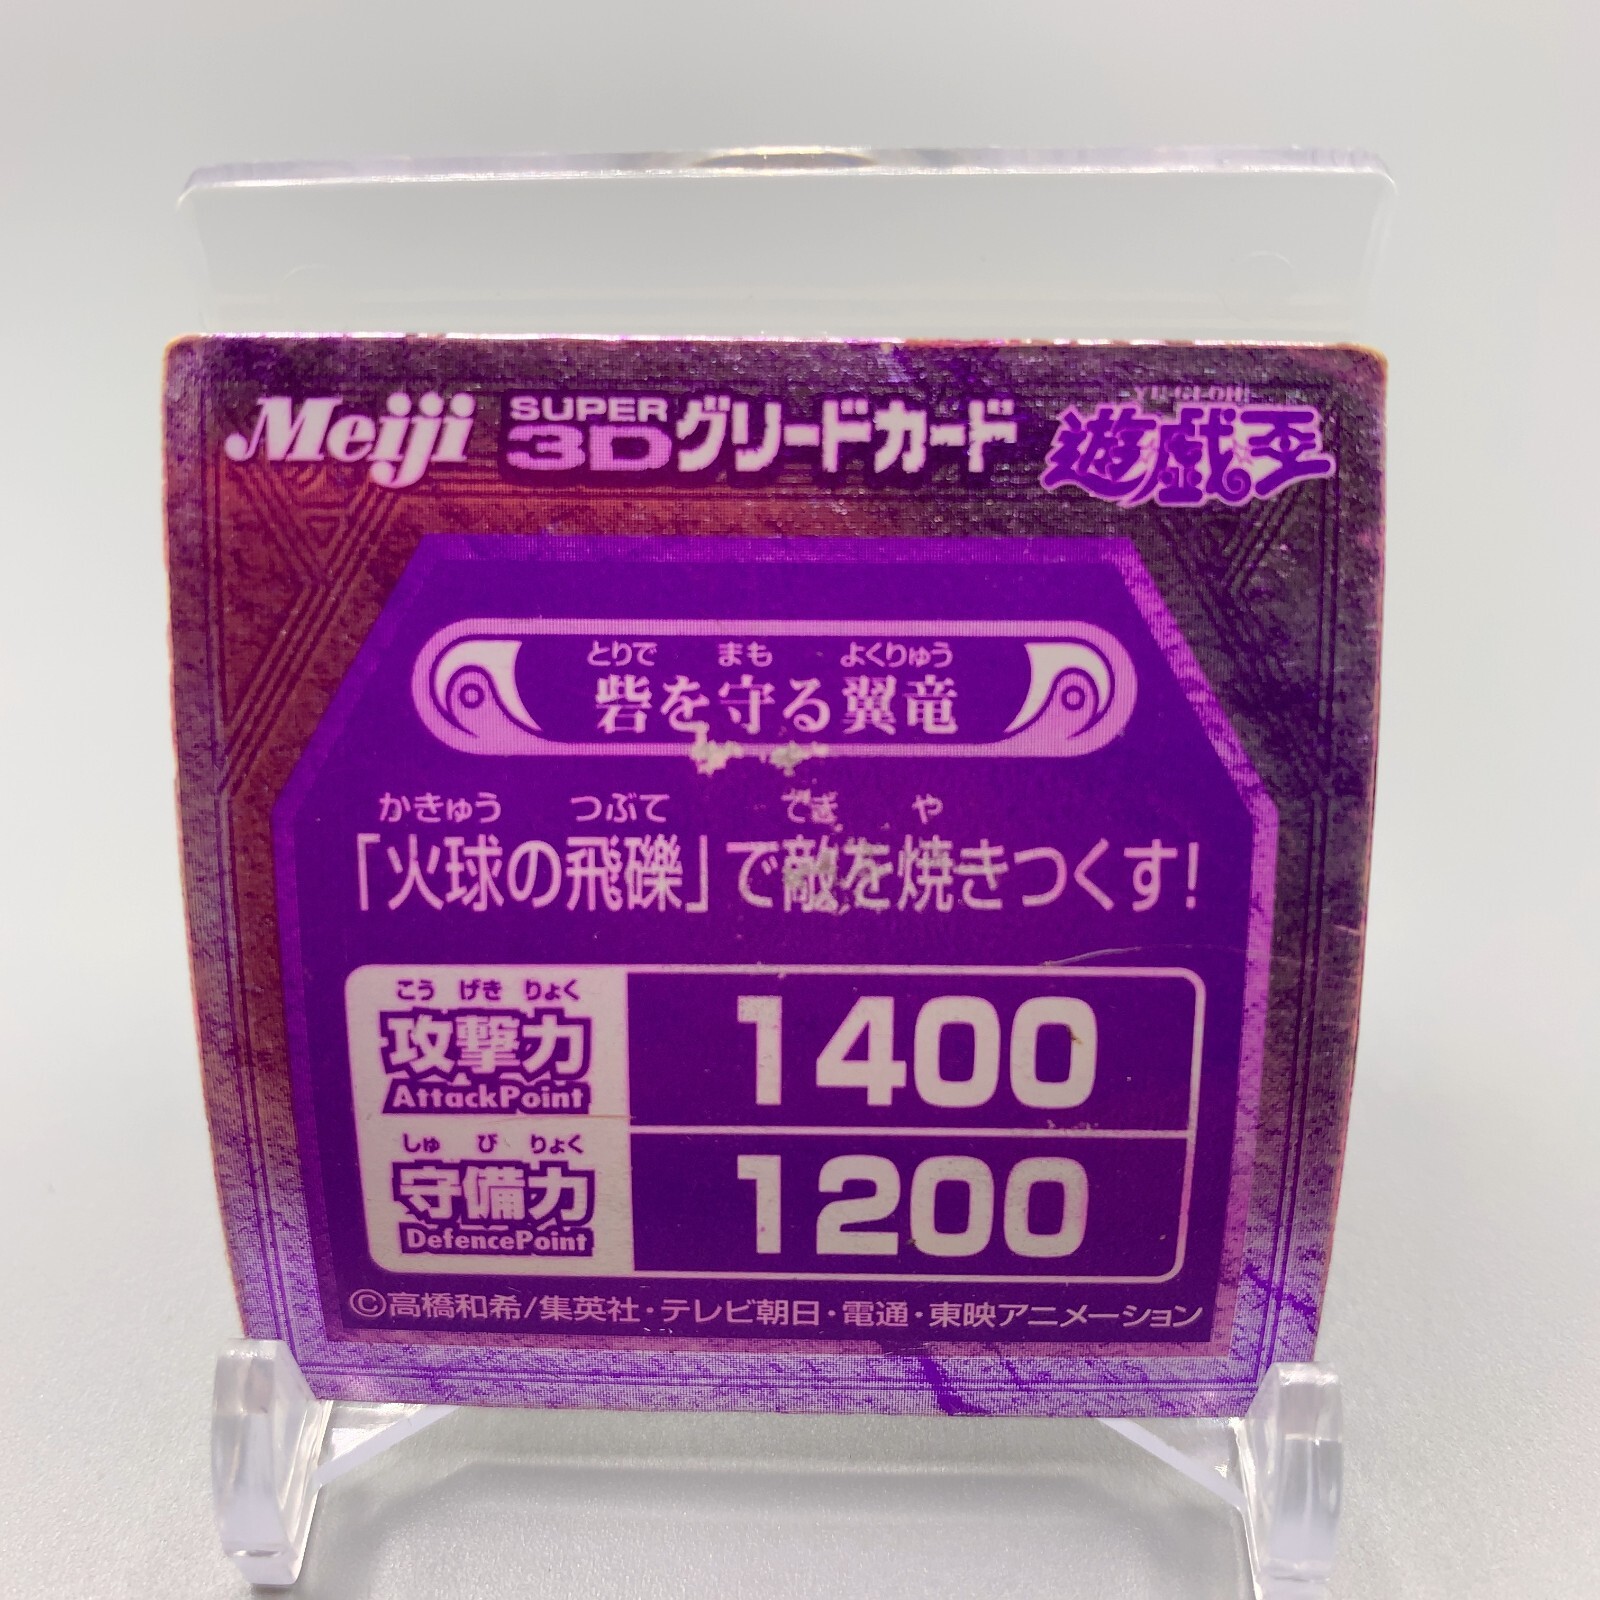 Meiji SUPER 3Dグリードカード YU-GI-OH! 遊戯王
とりで まも よくりゅう
砦を守る翼竜
かきゅう つぶて てき や
「火球の飛礫」で敵を焼きつくす!
こう げき りょく
攻撃力 1400
AttackPoint
しゅ び りょく
守備力 1200
DefencePoint
©高橋和希/集英社・テレビ朝日・電通・東映アニメーション